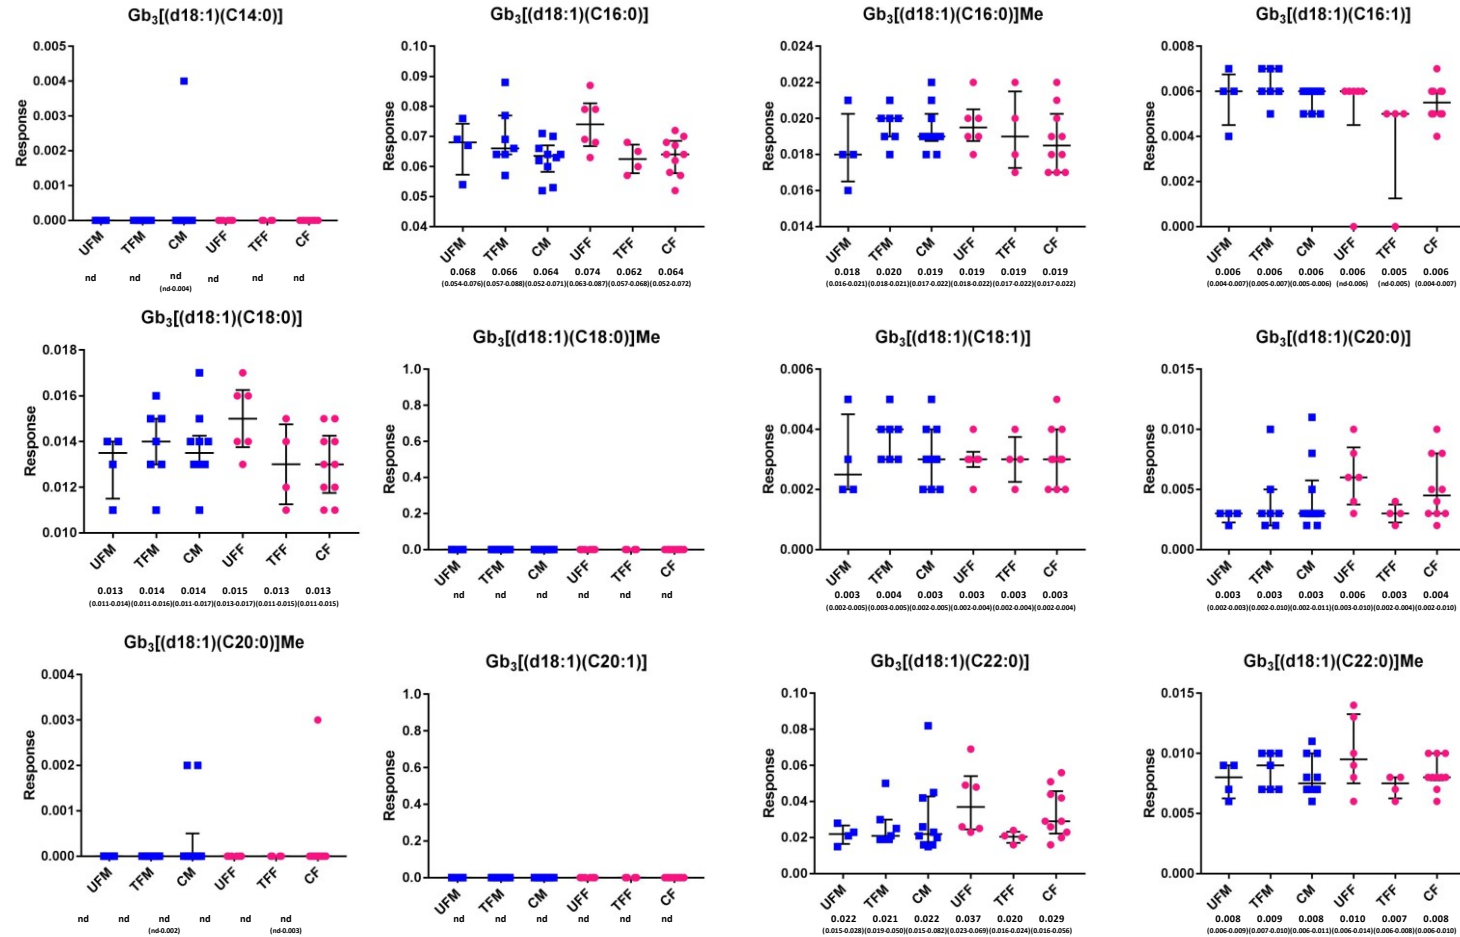 Gb3[(d18:1)(C14:0)]
Response
0.005
0.004
0.003
0.002
0.001
0.000
UFM TFM CM UFF TFF CF
nd nd nd nd nd nd
(nd-0.004)
Gb3[(d18:1)(C16:0)]
Response
0.10
0.09
0.08
0.07
0.06
0.05
0.04
UFM TFM CM UFF TFF CF
0.068 0.066 0.064 0.074 0.062 0.064
(0.054-0.076)(0.057-0.088)(0.052-0.071)(0.063-0.087)(0.057-0.068)(0.052-0.072)
Gb3[(d18:1)(C16:0)]Me
Response
0.024
0.022
0.020
0.018
0.016
0.014
UFM TFM CM UFF TFF CF
0.018 0.020 0.019 0.019 0.019 0.019
(0.016-0.021)(0.018-0.021)(0.017-0.022)(0.018-0.022)(0.017-0.022)(0.017-0.022)
Gb3[(d18:1)(C16:1)]
Response
0.008
0.006
0.004
0.002
0.000
UFM TFM CM UFF TFF CF
0.006 0.006 0.006 0.006 0.005 0.006
(0.004-0.007)(0.005-0.007)(0.005-0.006) (nd-0.006) (nd-0.005) (0.004-0.007)
Gb3[(d18:1)(C18:0)]
Response
0.018
0.016
0.014
0.012
0.010
UFM TFM CM UFF TFF CF
0.013 0.014 0.014 0.015 0.013 0.013
(0.011-0.014)(0.011-0.016)(0.011-0.017)(0.013-0.017)(0.011-0.015)(0.011-0.015)
Gb3[(d18:1)(C18:0)]Me
Response
1.0
0.8
0.6
0.4
0.2
0.0
UFM TFM CM UFF TFF CF
nd nd nd nd nd nd
Gb3[(d18:1)(C18:1)]
Response
0.006
0.004
0.002
0.000
UFM TFM CM UFF TFF CF
0.003 0.004 0.003 0.003 0.003 0.003
(0.002-0.005)(0.003-0.005)(0.002-0.005)(0.002-0.004)(0.002-0.004)(0.002-0.004)
Gb3[(d18:1)(C20:0)]
Response
0.015
0.010
0.005
0.000
UFM TFM CM UFF TFF CF
0.003 0.003 0.003 0.006 0.003 0.004
(0.002-0.003)(0.002-0.010)(0.002-0.011)(0.003-0.010)(0.002-0.004)(0.002-0.010)
Gb3[(d18:1)(C20:0)]Me
Response
0.004
0.003
0.002
0.001
0.000
UFM TFM CM UFF TFF CF
nd nd nd nd nd nd
(nd-0.002) (nd-0.003)
Gb3[(d18:1)(C20:1)]
Response
1.0
0.8
0.6
0.4
0.2
0.0
UFM TFM CM UFF TFF CF
nd nd nd nd nd nd
Gb3[(d18:1)(C22:0)]
Response
0.10
0.08
0.06
0.04
0.02
0.00
UFM TFM CM UFF TFF CF
0.022 0.021 0.022 0.037 0.020 0.029
(0.015-0.028)(0.019-0.050)(0.015-0.082)(0.023-0.069)(0.016-0.024)(0.016-0.056)
Gb3[(d18:1)(C22:0)]Me
Response
0.015
0.010
0.005
0.000
UFM TFM CM UFF TFF CF
0.008 0.009 0.008 0.010 0.007 0.008
(0.006-0.009)(0.007-0.010)(0.006-0.011)(0.006-0.014)(0.006-0.008)(0.006-0.010)